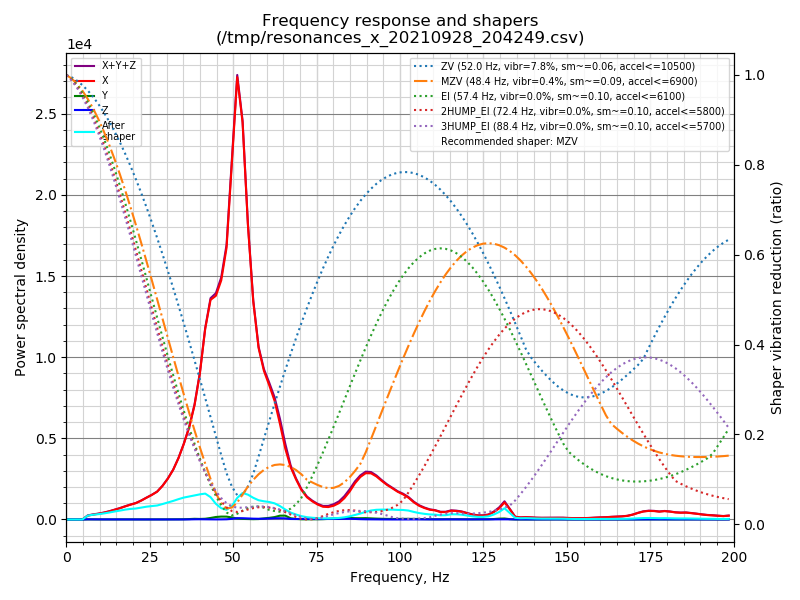 Frequency response and shapers
(/tmp/resonances_x_20210928_204249.csv)
1e4
X+Y+Z
X
Y
Z
After
shaper
ZV (52.0 Hz, vibr=7.8%, sm~=0.06, accel<=10500)
MZV (48.4 Hz, vibr=0.4%, sm~=0.09, accel<=6900)
EI (57.4 Hz, vibr=0.0%, sm~=0.10, accel<=6100)
2HUMP_EI (72.4 Hz, vibr=0.0%, sm~=0.10, accel<=5800)
3HUMP_EI (88.4 Hz, vibr=0.0%, sm~=0.10, accel<=5700)
Recommended shaper: MZV
Power spectral density
2.5
2.0
1.5
1.0
0.5
0.0
1.0
0.8
0.6
0.4
0.2
0.0
Shaper vibration reduction (ratio)
0 25 50 75 100 125 150 175 200
Frequency, Hz